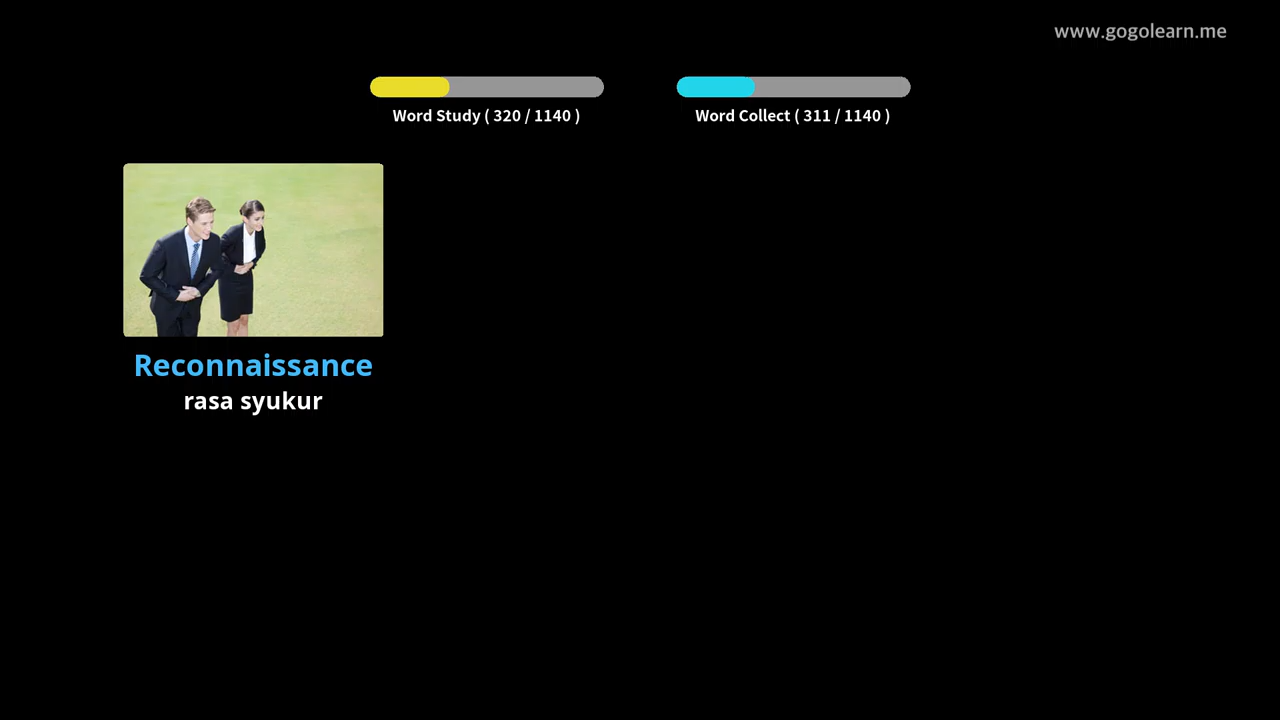 www.gogolearn.me
Word Study ( 320 / 1140 )
Word Collect ( 311 / 1140 )
Reconnaissance
rasa syukur